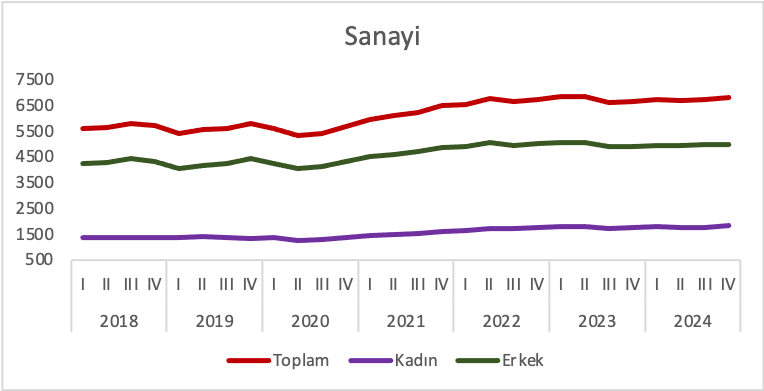 Sanayi
7500
6500
5500
4500
3500
2500
1500
500
I II III IV I II III IV I II III IV I II III IV I II III IV I II III IV I II III IV
2018 2019 2020 2021 2022 2023 2024
Toplam Kadın Erkek